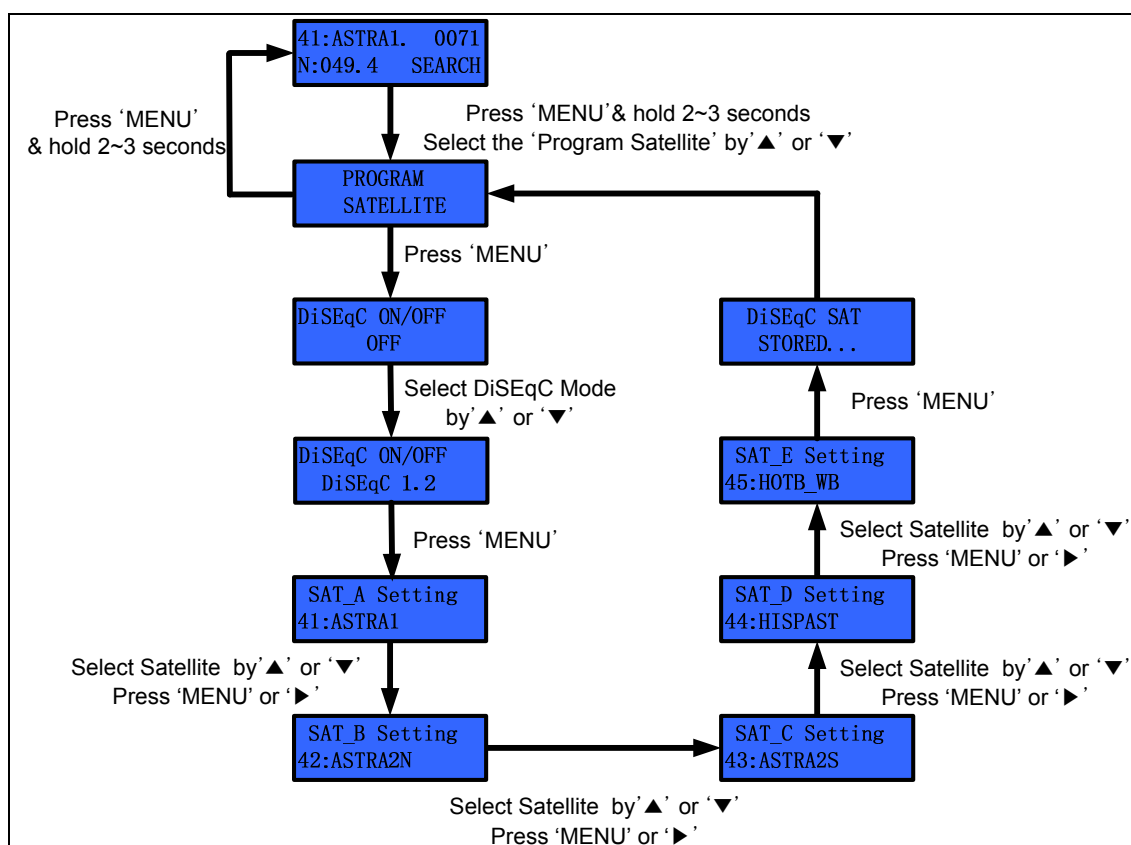 41:ASTRA1. 0071
N:049.4 SEARCH
Press ‘MENU’
& hold 2~3 seconds
Press ‘MENU’& hold 2~3 seconds
Select the ‘Program Satellite’ by’▲’ or ‘▼’
PROGRAM
SATELLITE
Press ‘MENU’
DiSEqC ON/OFF
OFF
Select DiSEqC Mode
by’▲’ or ‘▼’
DiSEqC ON/OFF
DiSEqC 1.2
Press ‘MENU’
SAT_A Setting
41:ASTRA1
Select Satellite by’▲’ or ‘▼’
Press ‘MENU’ or ‘▶’
SAT_B Setting
42:ASTRA2N
Select Satellite by’▲’ or ‘▼’
Press ‘MENU’ or ‘▶’
SAT_C Setting
43:ASTRA2S
Select Satellite by’▲’ or ‘▼’
Press ‘MENU’ or ‘▶’
SAT_D Setting
44:HISPAST
Select Satellite by’▲’ or ‘▼’
Press ‘MENU’ or ‘▶’
SAT_E Setting
45:HOTB_WB
Press ‘MENU’
DiSEqC SAT
STORED...